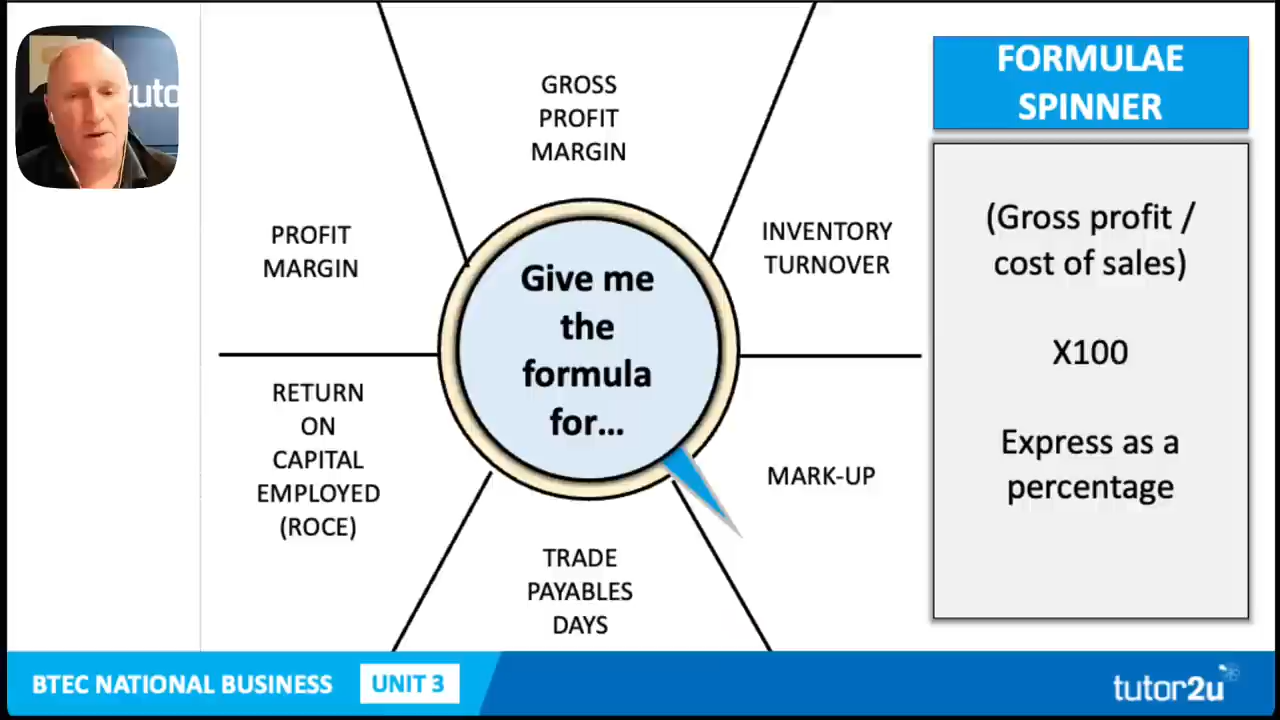 zuto
GROSS
PROFIT
MARGIN
PROFIT
MARGIN
INVENTORY
TURNOVER
Give me
the
formula
for...
RETURN
ON
CAPITAL
EMPLOYED
(ROCE)
MARK-UP
TRADE
PAYABLES
DAYS
FORMULAE
SPINNER
(Gross profit /
cost of sales)
X100
Express as a
percentage
BTEC NATIONAL BUSINESS
UNIT 3
tutor2u